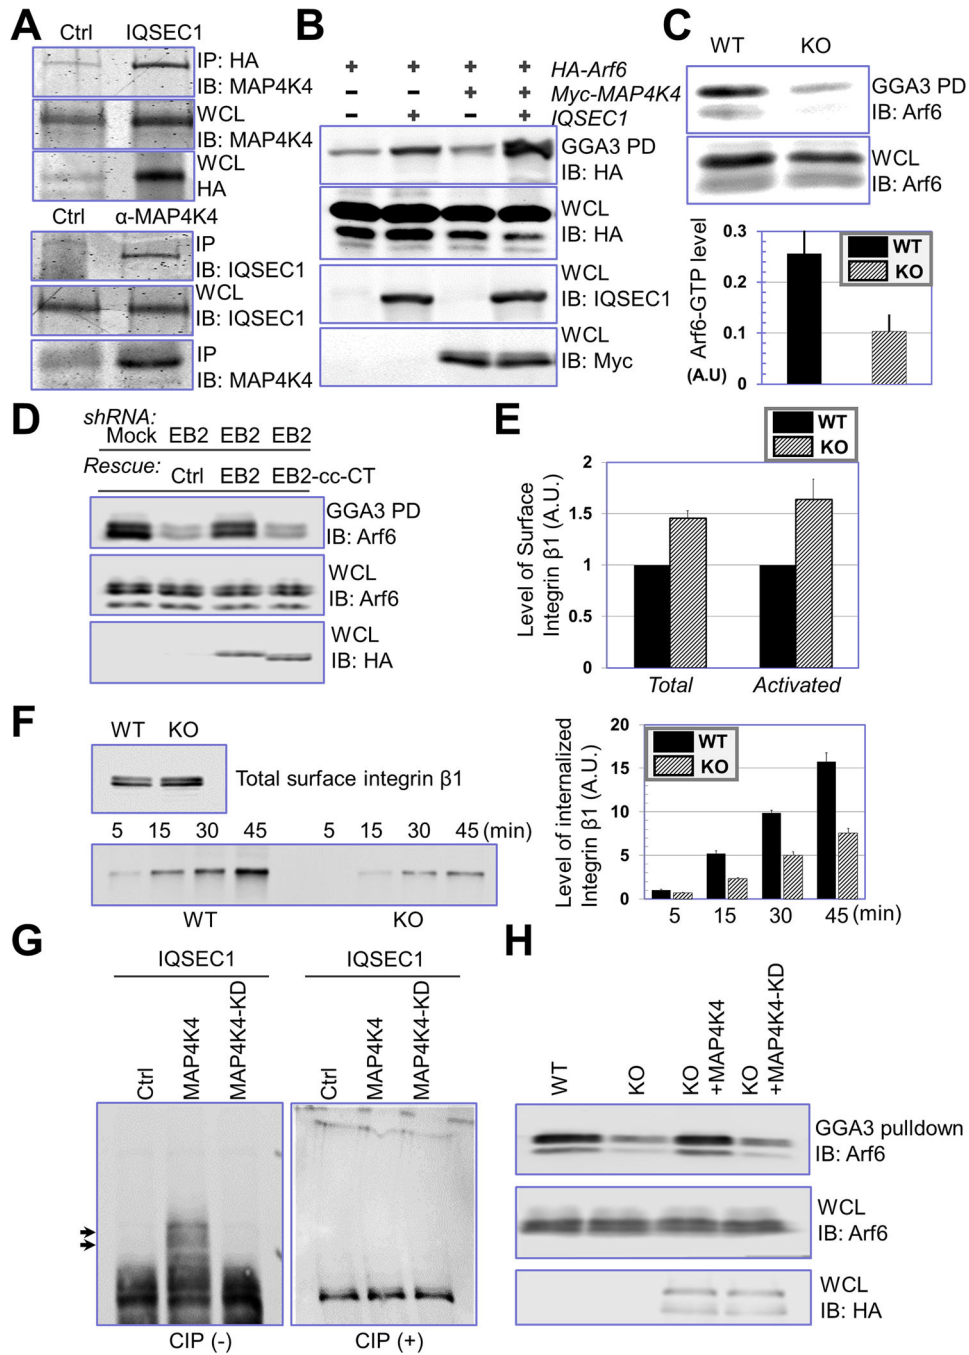 A
Ctrl IQSEC1
IP: HA
IB: MAP4K4
WCL
IB: MAP4K4
WCL
HA
Ctrl α-MAP4K4
IP
IB: IQSEC1
WCL
IB: IQSEC1
IP
IB: MAP4K4
B
+ + + + HA-Arf6
– – + + Myc-MAP4K4
– + – + IQSEC1
GGA3 PD
IB: HA
WCL
IB: HA
WCL
IB: IQSEC1
WCL
IB: Myc
C
WT KO
GGA3 PD
IB: Arf6
WCL
IB: Arf6
Arf6-GTP level
(A.U)
0.3
0.2
0.1
0
WT
KO
D
shRNA:
Mock EB2 EB2 EB2
Rescue:
Ctrl EB2 EB2-cc-CT
GGA3 PD
IB: Arf6
WCL
IB: Arf6
WCL
IB: HA
E
WT
KO
Level of Surface
Integrin β1 (A.U.)
2
1.5
1
0.5
0
Total Activated
F
WT KO
Total surface integrin β1
5 15 30 45 5 15 30 45 (min)
WT KO
Level of internalized
Integrin β1 (A.U.)
20
15
10
5
0
WT
KO
5 15 30 45 (min)
G
IQSEC1 IQSEC1
Ctrl
MAP4K4
MAP4K4-KD
Ctrl
MAP4K4
MAP4K4-KD
CIP (-) CIP (+)
H
WT
KO
KO
+MAP4K4
KO
+MAP4K4-KD
GGA3 pulldown
IB: Arf6
WCL
IB: Arf6
WCL
IB: HA